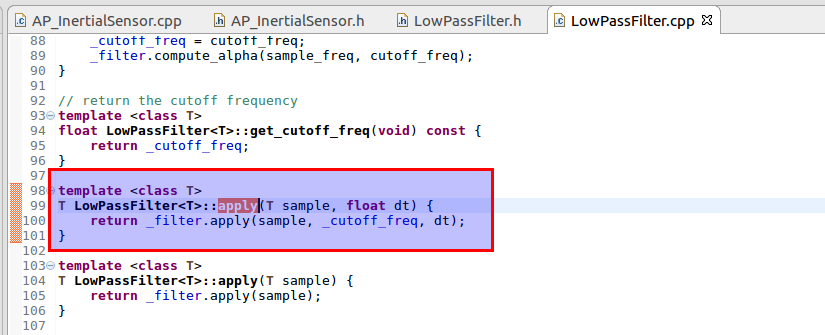 AP_InertialSensor.cpp AP_InertialSensor.h LowPassFilter.h LowPassFilter.cpp
88 _cutoff_freq = cutoff_freq;
89 _filter.compute_alpha(sample_freq, cutoff_freq);
90 }
91
92 // return the cutoff frequency
93 template <class T>
94 float LowPassFilter<T>::get_cutoff_freq(void) const {
95 return _cutoff_freq;
96 }
97
98 template <class T>
99 T LowPassFilter<T>::apply(T sample, float dt) {
100 return _filter.apply(sample, _cutoff_freq, dt);
101 }
102
103 template <class T>
104 T LowPassFilter<T>::apply(T sample) {
105 return _filter.apply(sample);
106 }
107